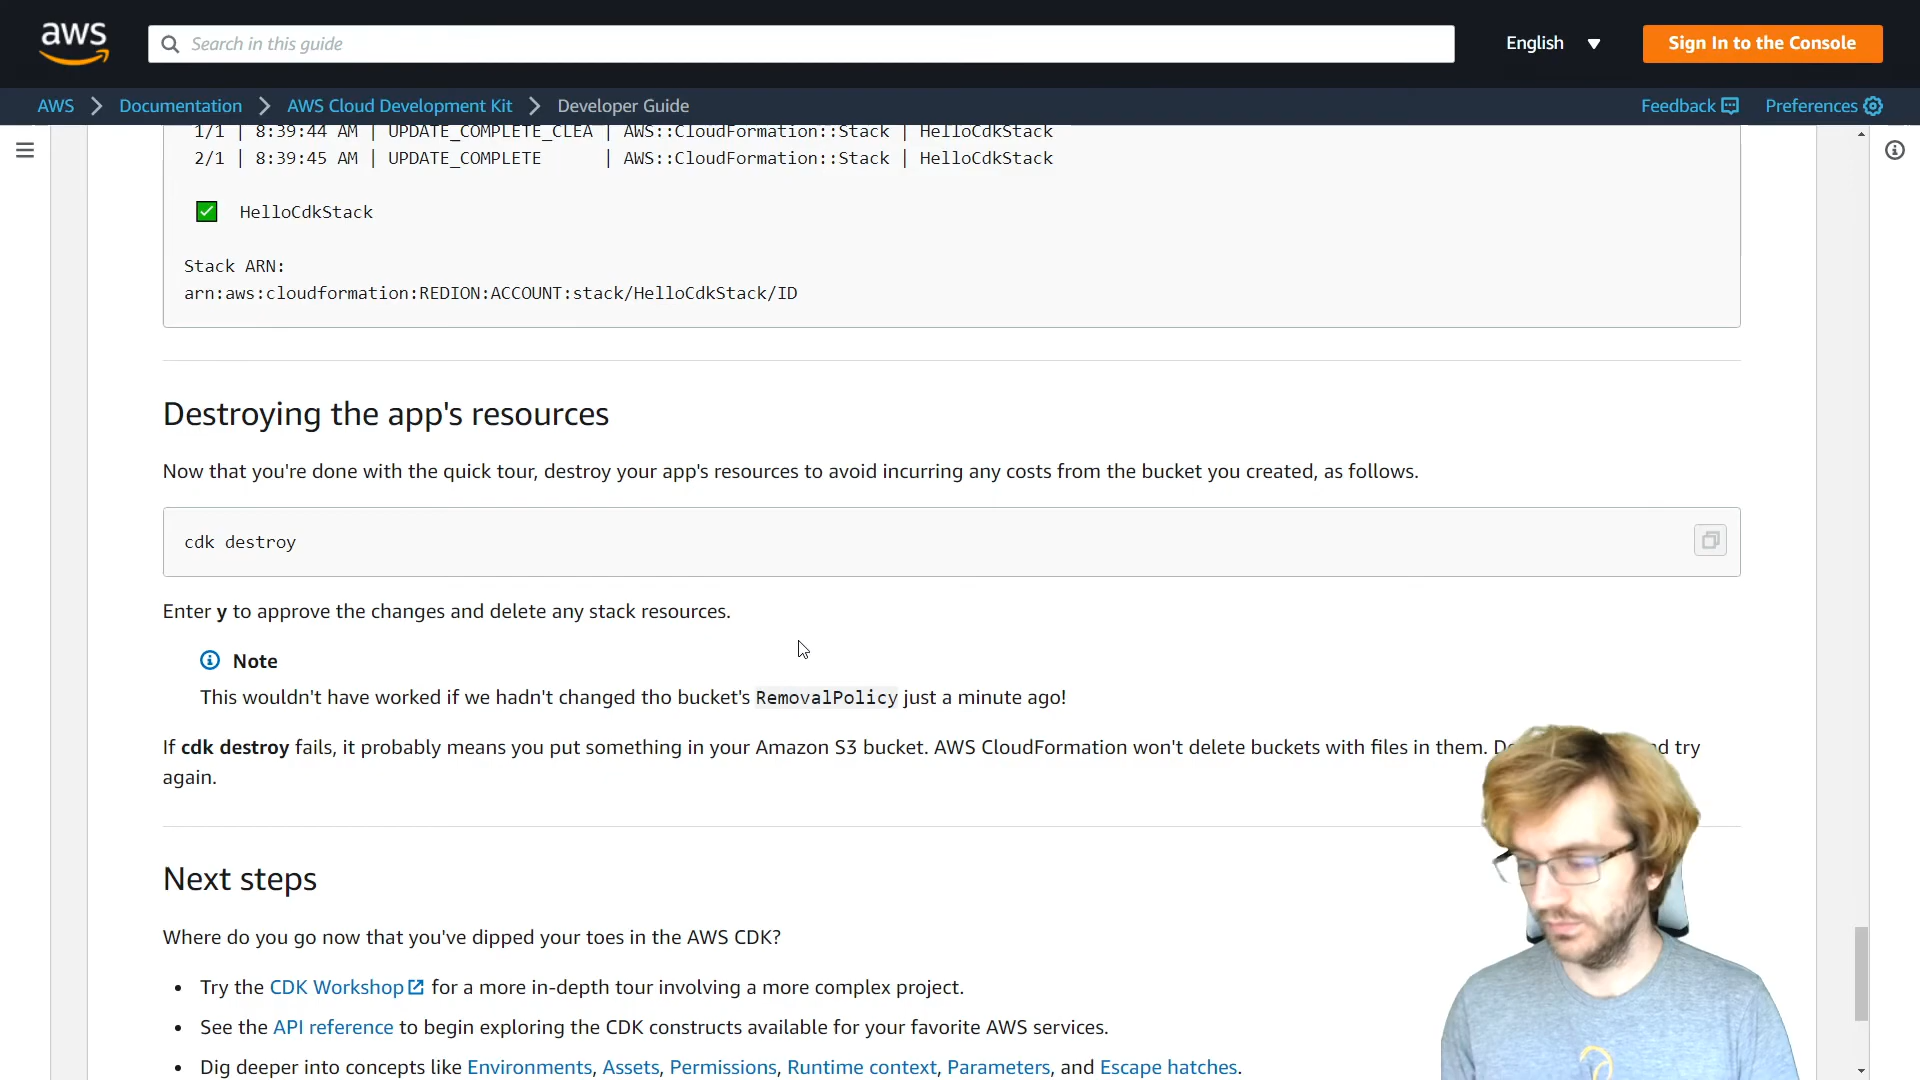 aws
Search in this guide
English
Sign In to the Console
AWS
Documentation
AWS Cloud Development Kit
Developer Guide
Feedback
Preferences
1/1 | 8:39:44 AM | UPDATE_COMPLETE_CLEA | AWS::CloudFormation::Stack | HelloCdkStack
2/1 | 8:39:45 AM | UPDATE_COMPLETE | AWS::CloudFormation::Stack | HelloCdkStack
HelloCdkStack
Stack ARN:
arn:aws:cloudformation:REDION:ACCOUNT:stack/HelloCdkStack/ID
Destroying the app's resources
Now that you're done with the quick tour, destroy your app's resources to avoid incurring any costs from the bucket you created, as follows.
cdk destroy
Enter y to approve the changes and delete any stack resources.
Note
This wouldn't have worked if we hadn't changed tho bucket's RemovalPolicy just a minute ago!
If cdk destroy fails, it probably means you put something in your Amazon S3 bucket. AWS CloudFormation won't delete buckets with files in them. try
again.
Next steps
Where do you go now that you've dipped your toes in the AWS CDK?
• Try the CDK Workshop for a more in-depth tour involving a more complex project.
• See the API reference to begin exploring the CDK constructs available for your favorite AWS services.
• Dig deeper into concepts like Environments, Assets, Permissions, Runtime context, Parameters, and Escape hatches.